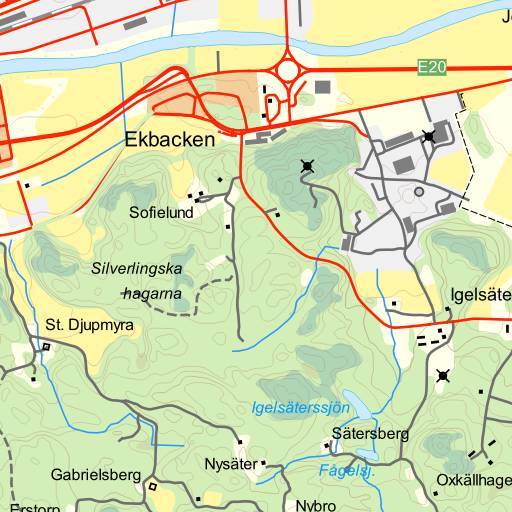 E20
Ekbacken
Sofielund
Silverlingska
hagarna
Igelsäte
St. Djupmyra
Igelsäterssjön
Sätersberg
Nysäter
Fågelsj.
Gabrielsberg
Oxkällhage
Erstorp
Nybro